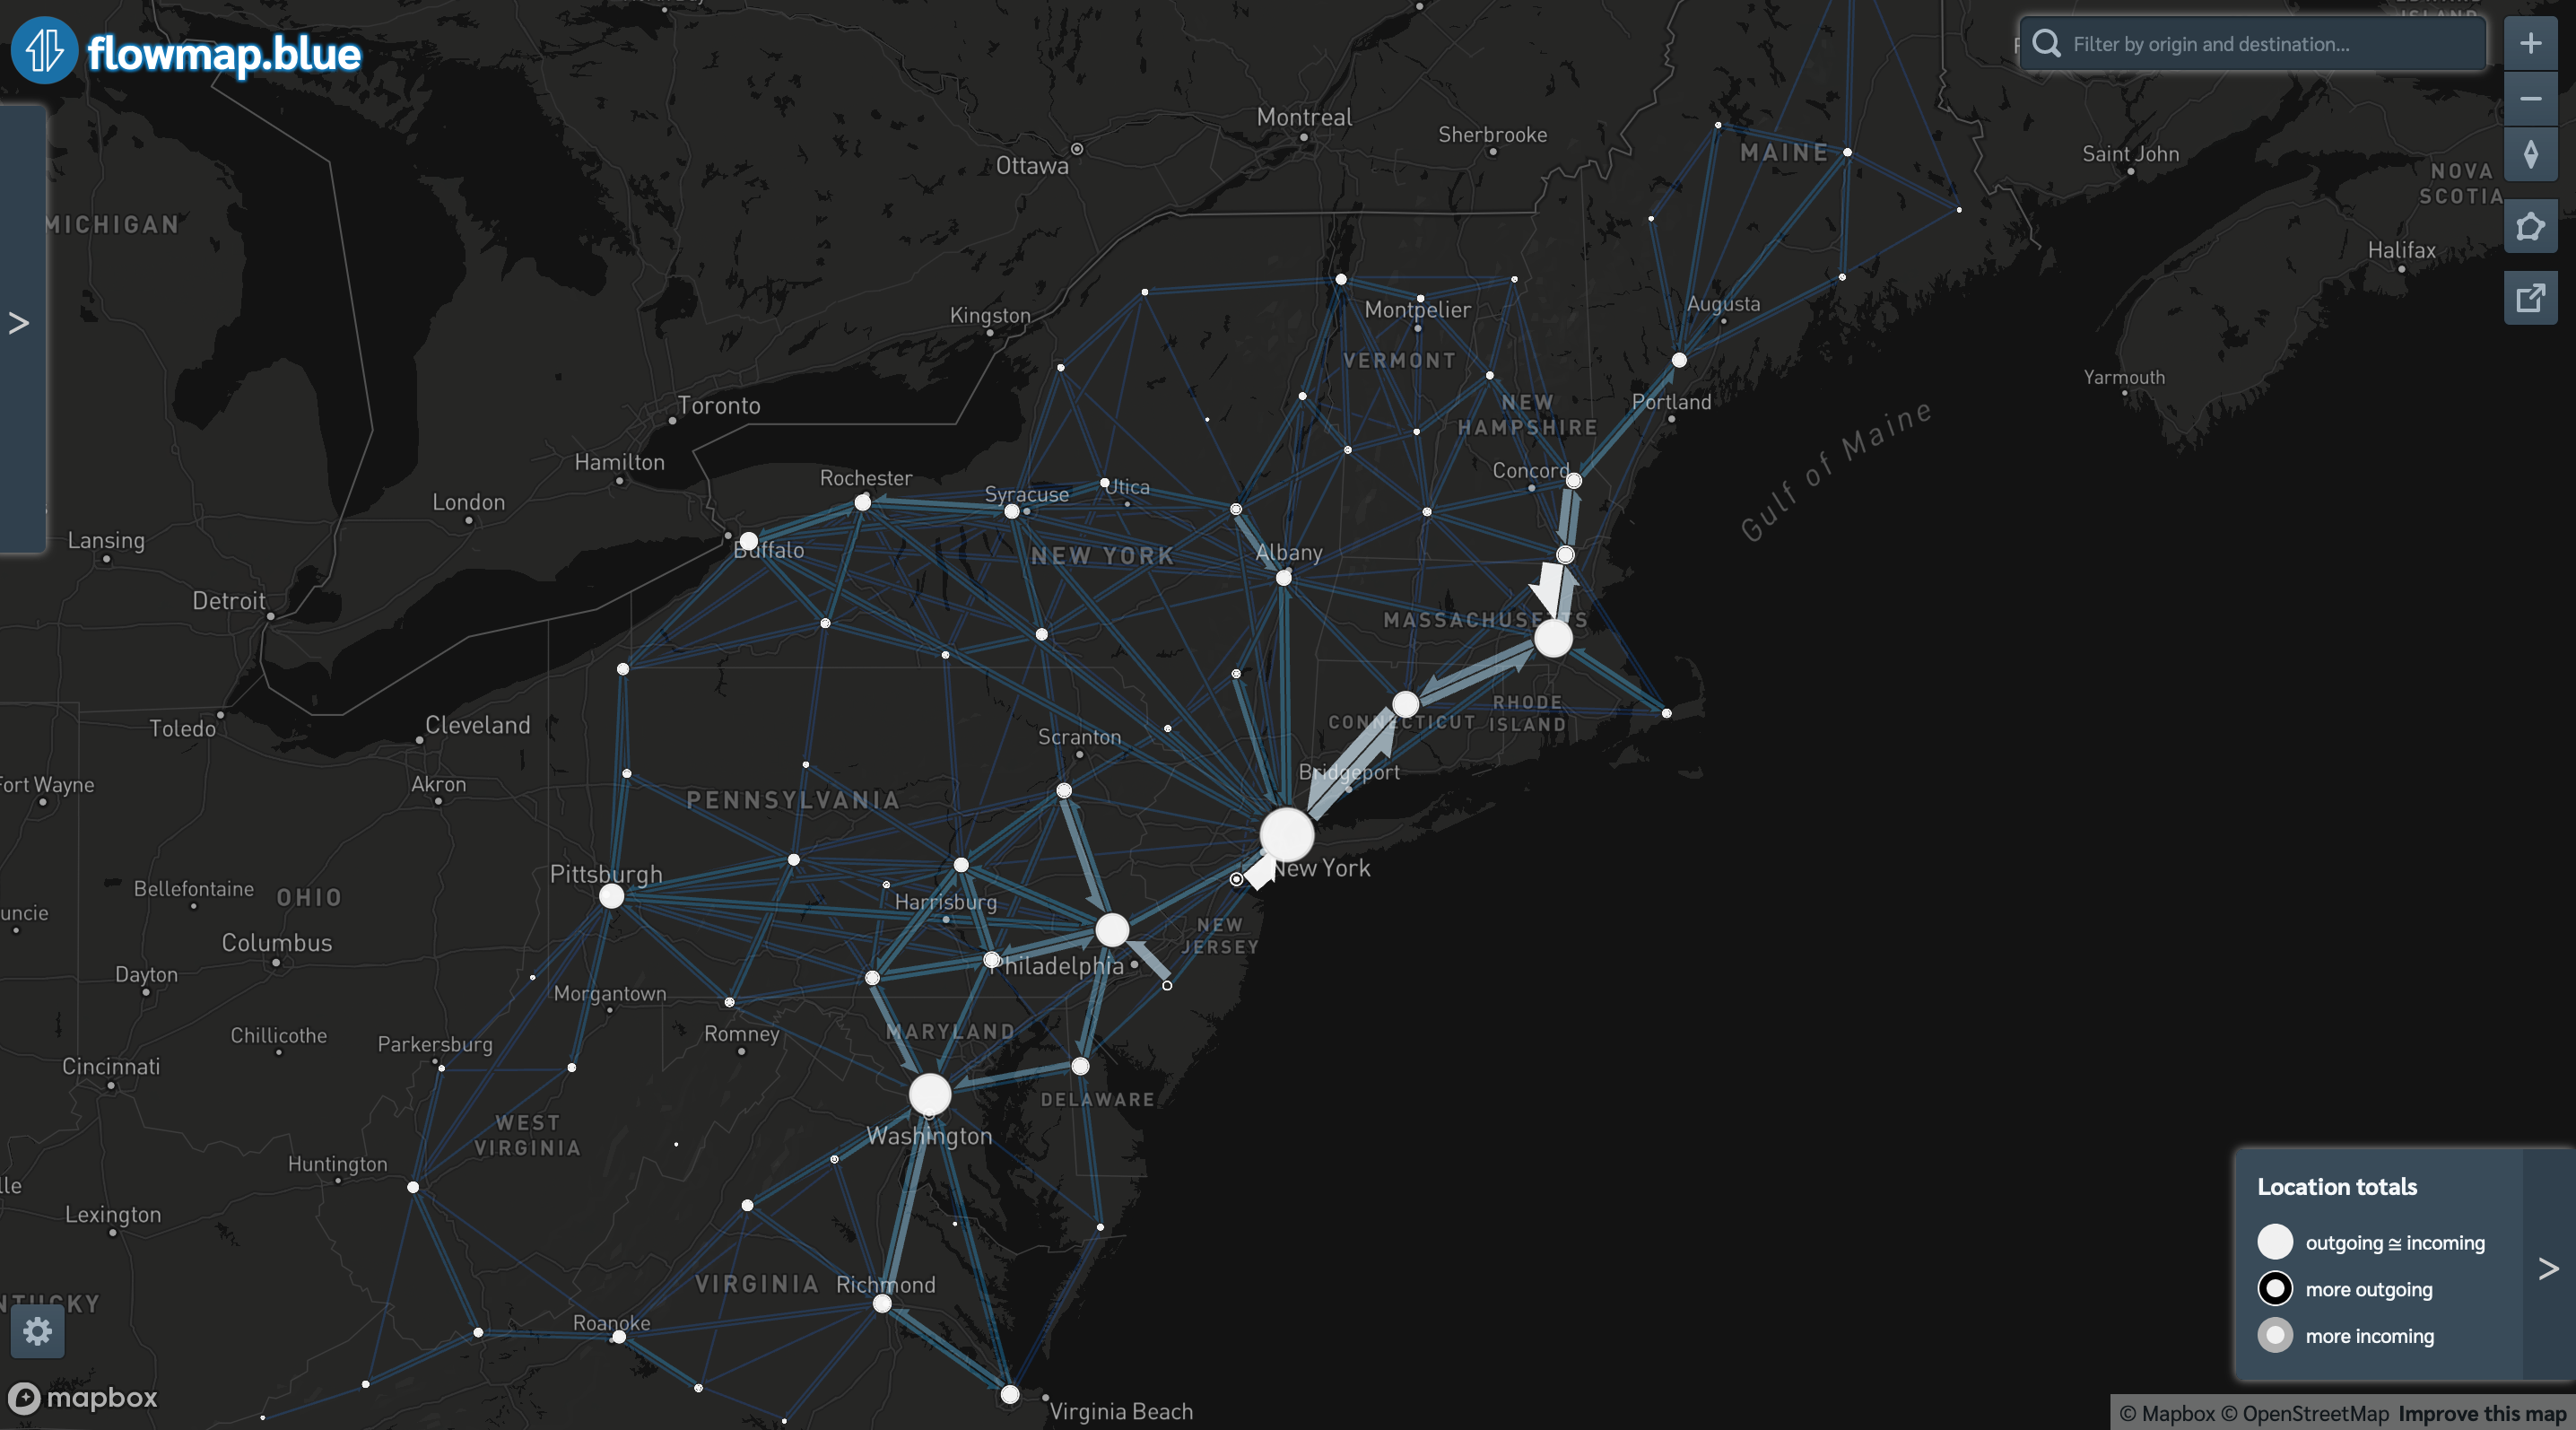 flowmap.blue
Filter by origin and destination...
Montreal
Sherbrooke
Ottawa
MAINE
Saint John
NOVA
SCOTIA
MICHIGAN
Halifax
Kingston
Montpelier
Augusta
VERMONT
Yarmouth
Toronto
NEW
HAMPSHIRE
Portland
Gulf of Maine
Hamilton
Rochester
Syracuse
Utica
Concord
London
Lansing
Buffalo
NEW YORK
Albany
Detroit
MASSACHUSETTS
Toledo
Cleveland
Scranton
CONNECTICUT
RHODE
ISLAND
Bridgeport
Fort Wayne
Akron
PENNSYLVANIA
Pittsburgh
New York
Bellefontaine
OHIO
Harrisburg
uncie
Columbus
NEW
JERSEY
Dayton
Philadelphia
Morgantown
Chillicothe
Parkersburg
Romney
MARYLAND
Cincinnati
DELAWARE
WEST
VIRGINIA
Washington
Huntington
lle
Lexington
VIRGINIA
Richmond
NTUCKY
Roanoke
Virginia Beach
Location totals
outgoing ≅ incoming
more outgoing
more incoming
mapbox
© Mapbox © OpenStreetMap Improve this map